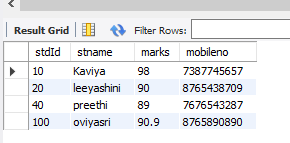 Result Grid Filter Rows:
stdId stname marks mobileno
10 Kaviya 98 7387745657
20 leeyashini 90 8765438709
40 preethi 89 7676543287
100 oviyasri 90.9 8765890890